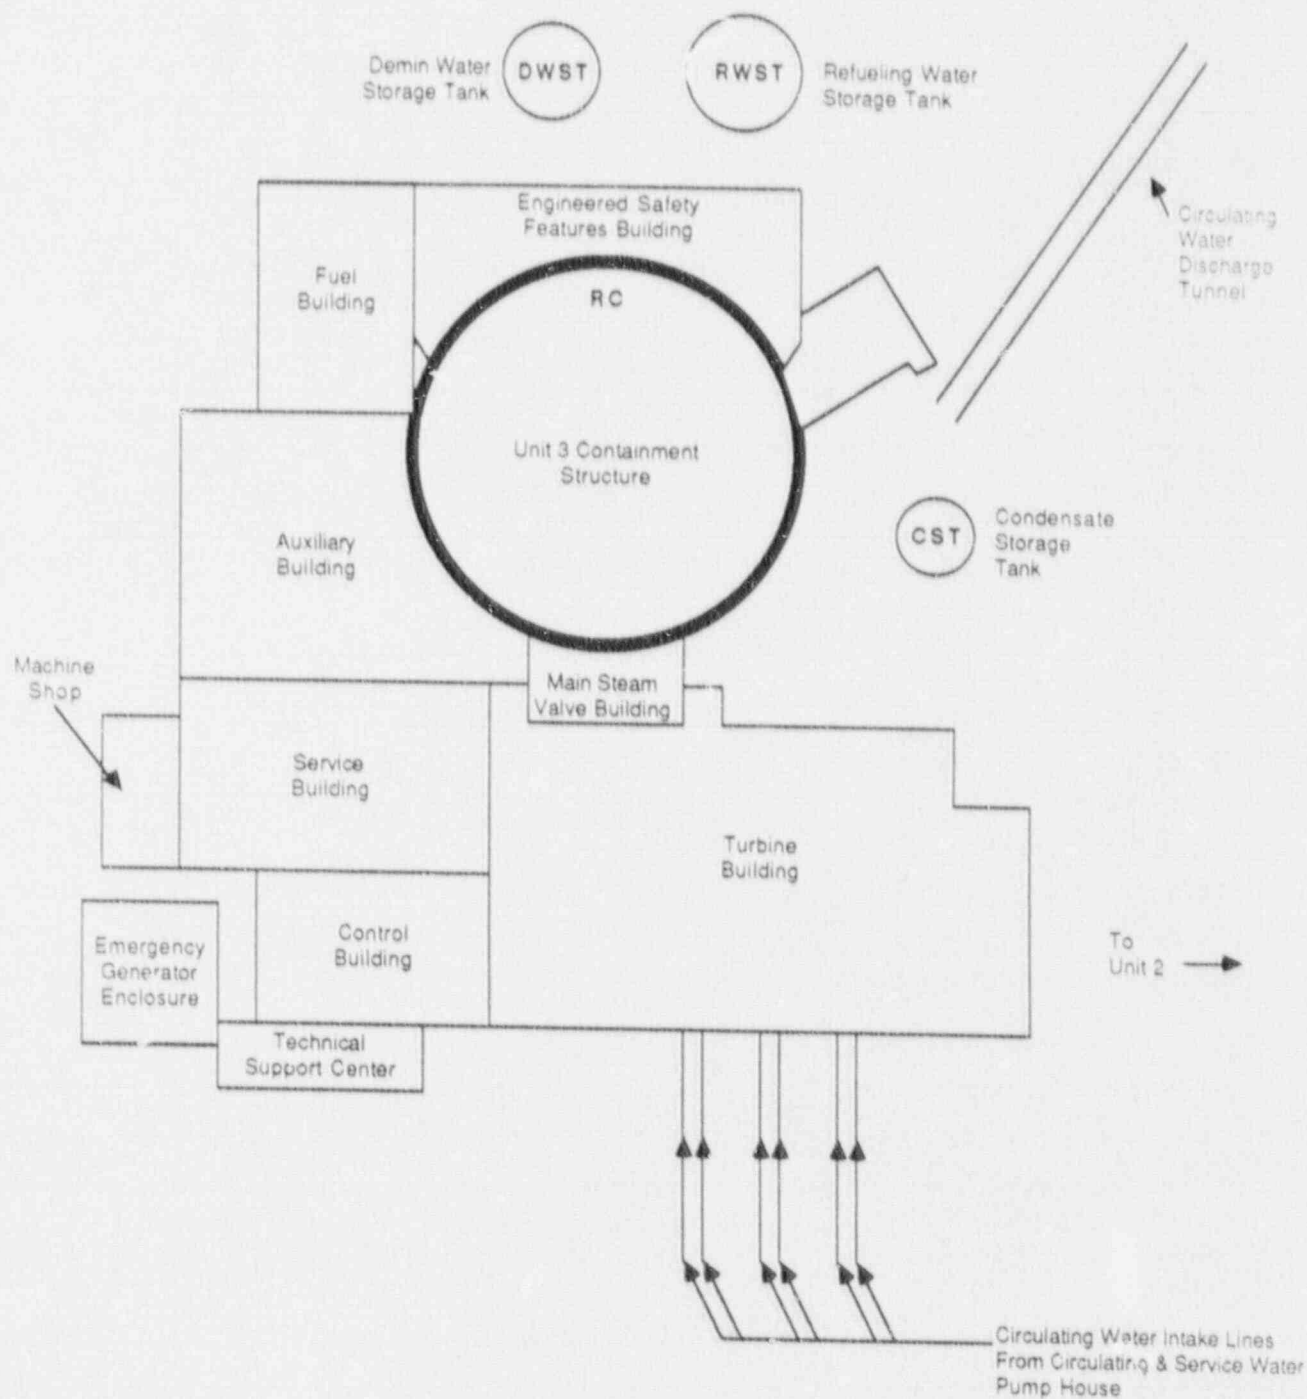 Demin Water
Storage Tank
DWST
RWST
Refueling Water
Storage Tank
Circulating
Water
Discharge
Tunnel
Engineered Safety
Features Building
Fuel
Building
RC
Unit 3 Containment
Structure
CST
Condensate
Storage
Tank
Auxiliary
Building
Machine
Shop
Main Steam
Valve Building
Service
Building
Turbine
Building
Control
Building
Emergency
Generator
Enclosure
To
Unit 2
Technical
Support Center
Circulating Water Intake Lines
From Circulating & Service Water
Pump House